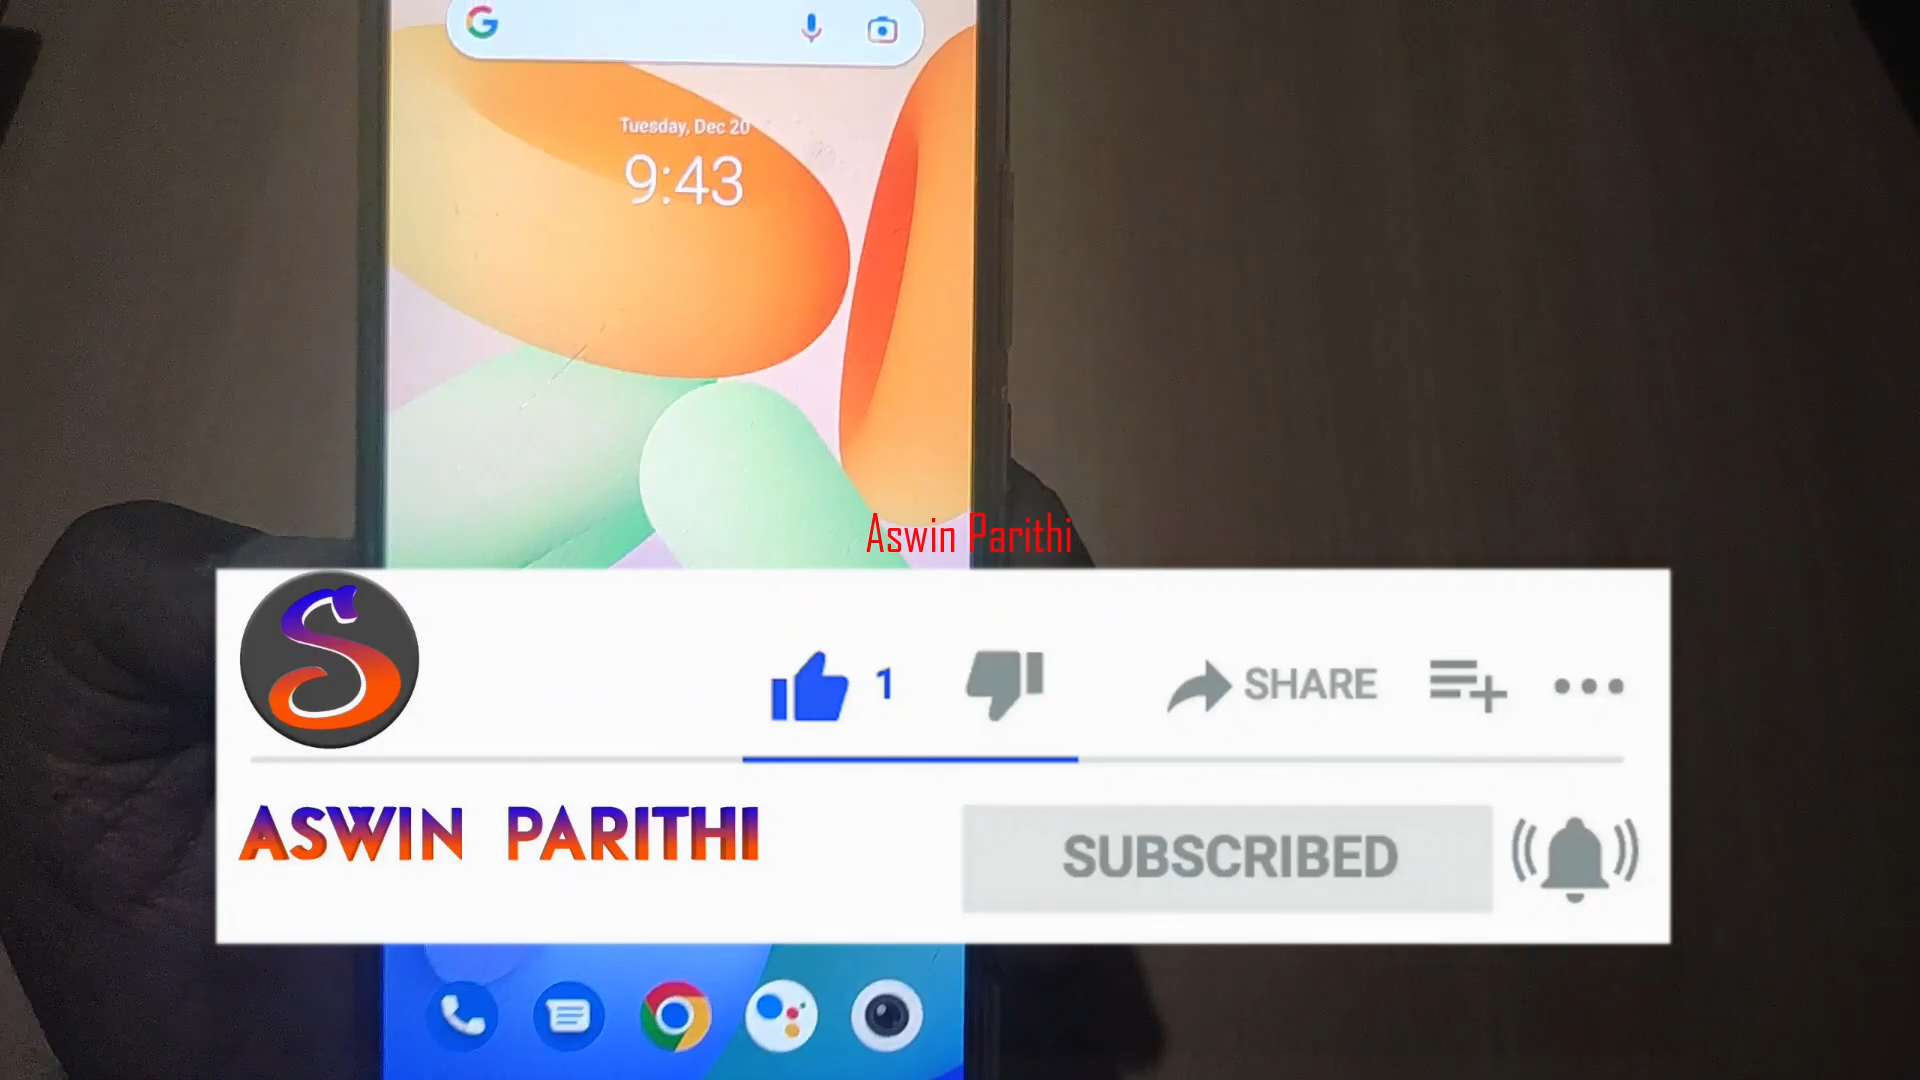 Tuesday, Dec 20
9:43
Aswin Parithi
1
SHARE
ASWIN PARITHI
SUBSCRIBED